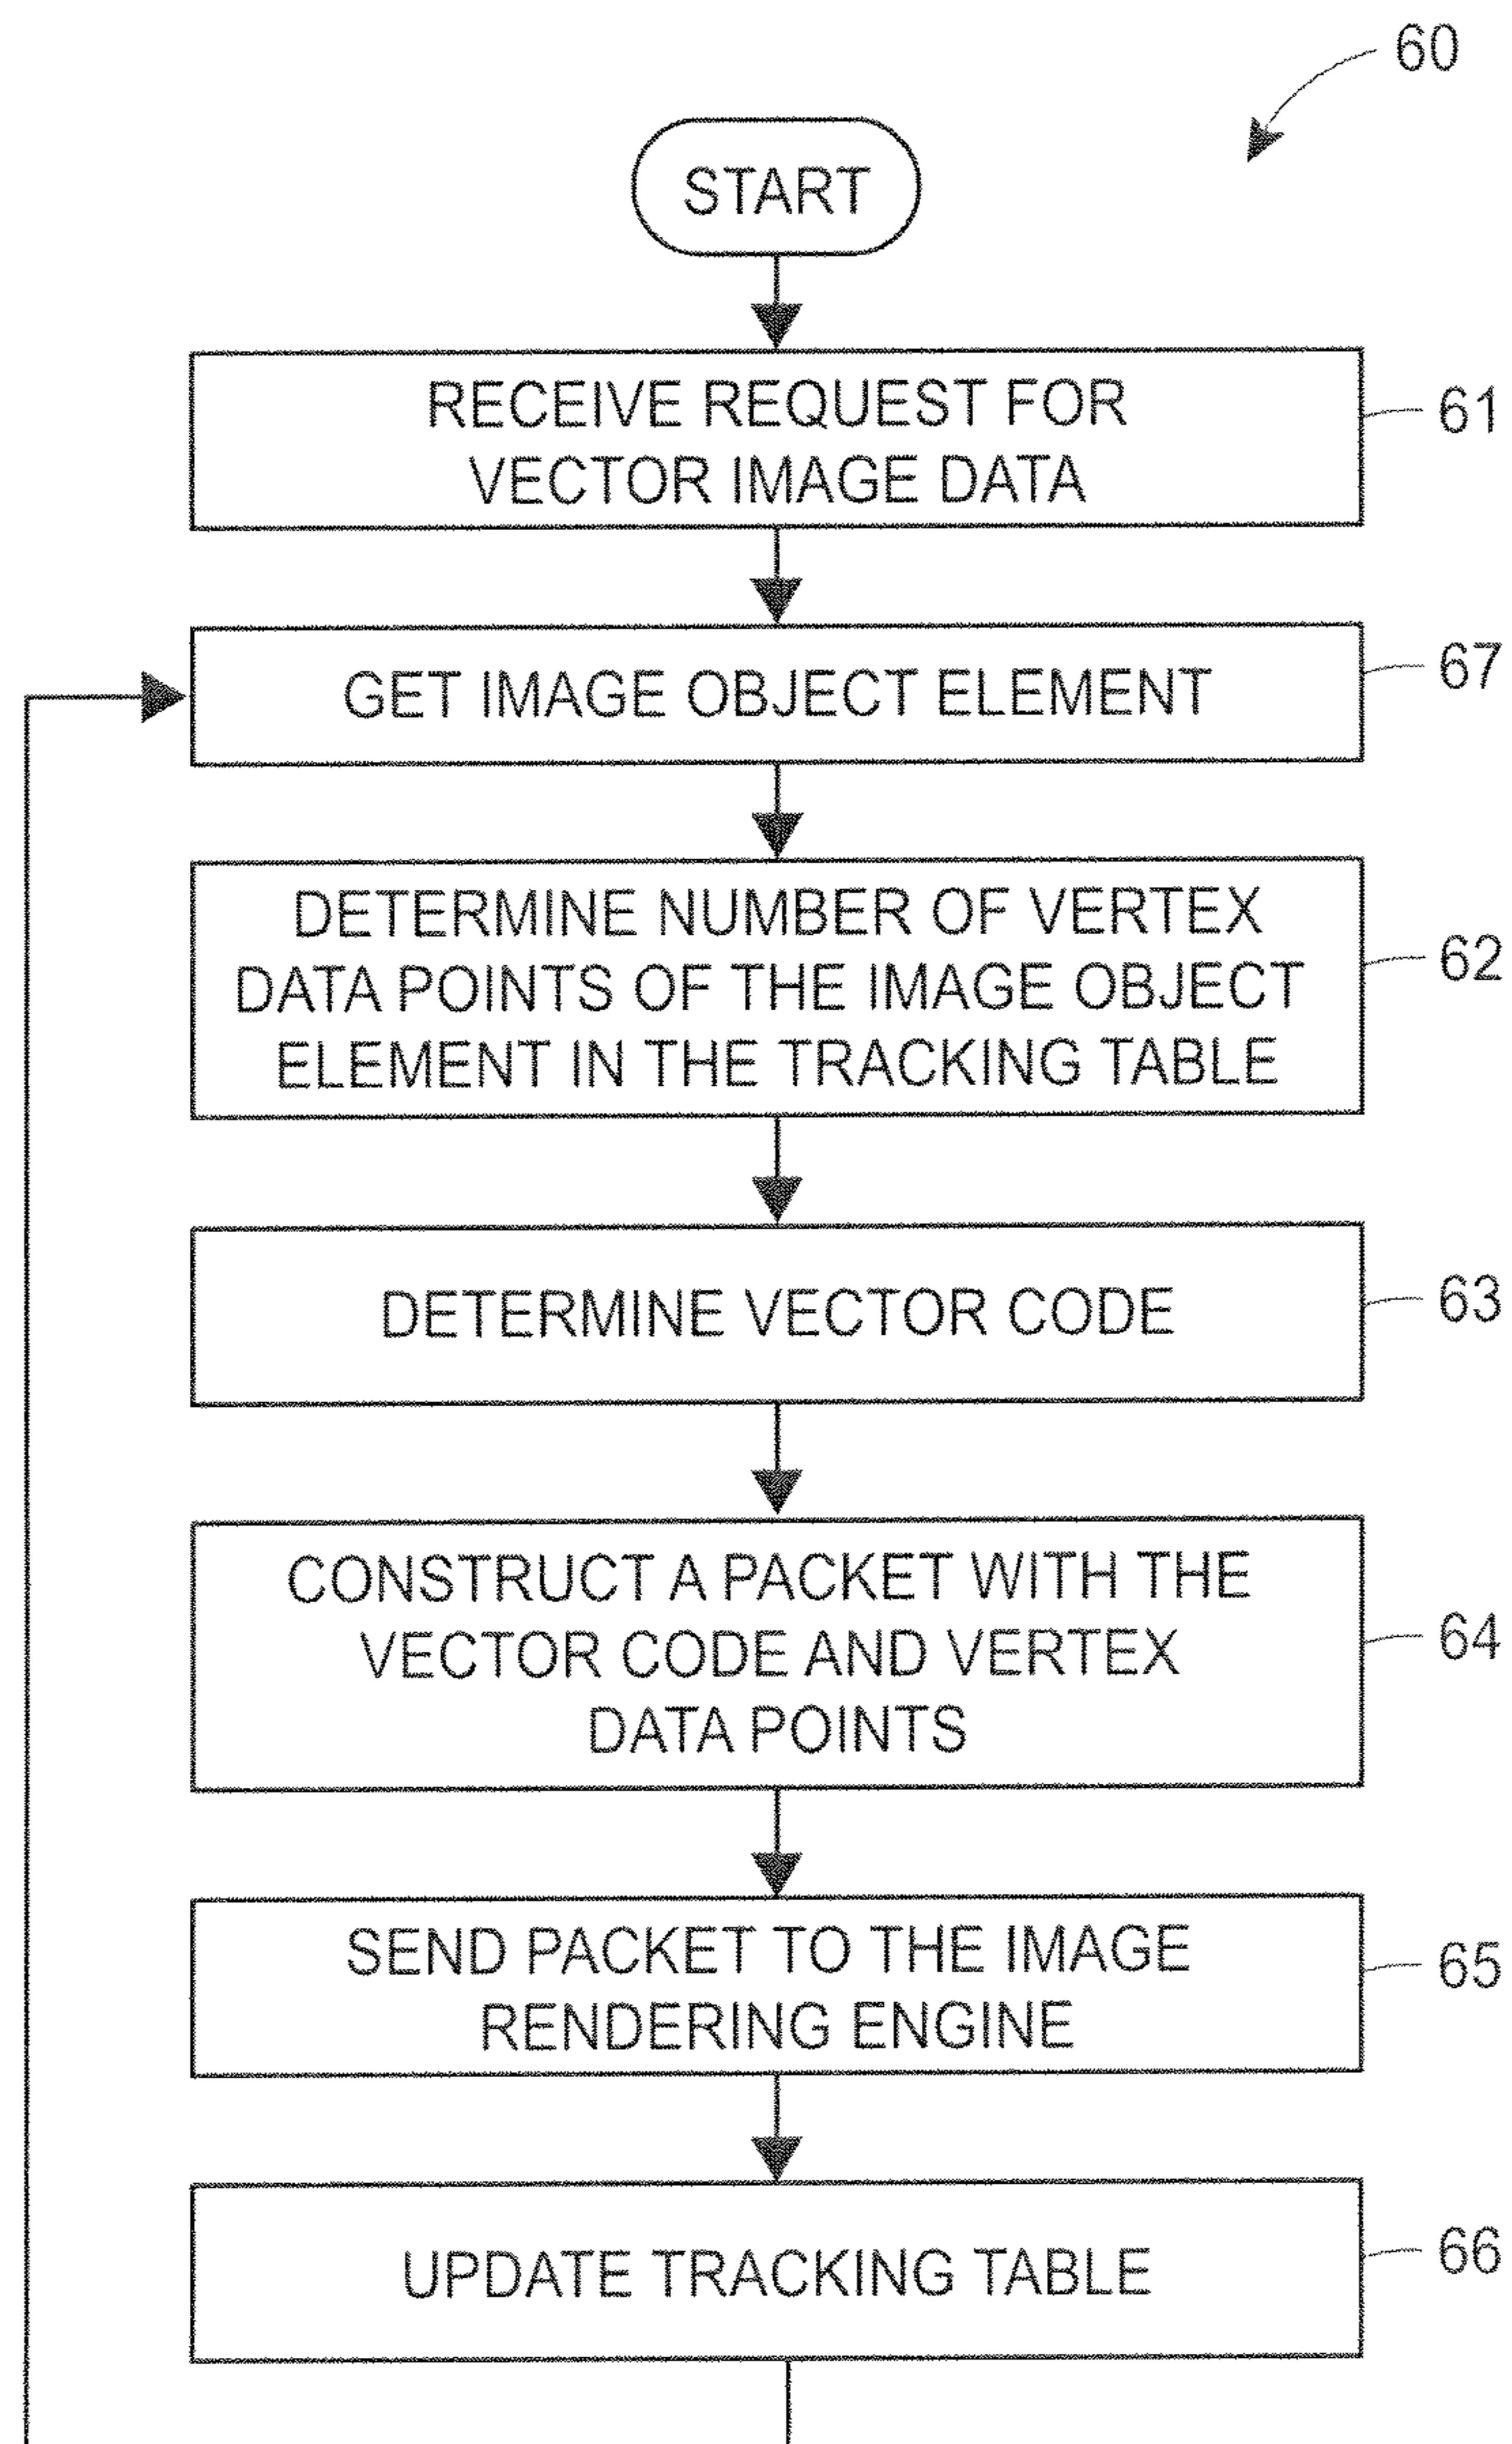 60
START
RECEIVE REQUEST FOR
VECTOR IMAGE DATA
61
GET IMAGE OBJECT ELEMENT
67
DETERMINE NUMBER OF VERTEX
DATA POINTS OF THE IMAGE OBJECT
ELEMENT IN THE TRACKING TABLE
62
DETERMINE VECTOR CODE
63
CONSTRUCT A PACKET WITH THE
VECTOR CODE AND VERTEX
DATA POINTS
64
SEND PACKET TO THE IMAGE
RENDERING ENGINE
65
UPDATE TRACKING TABLE
66